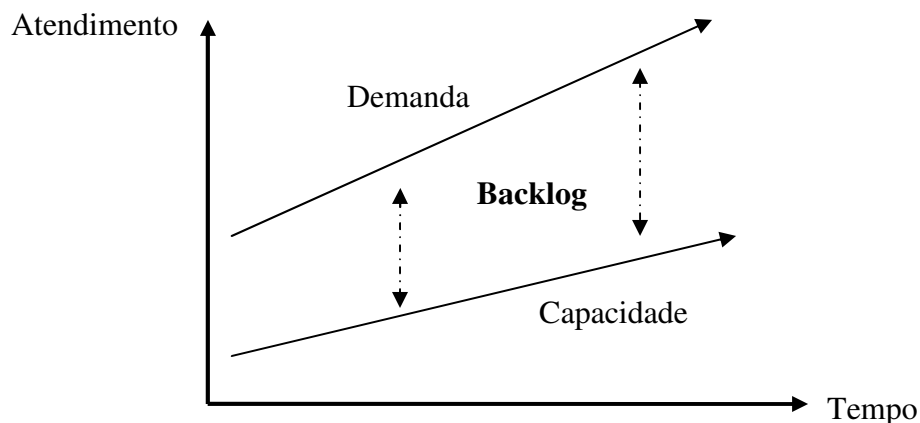 Atendimento
Demanda
Backlog
Capacidade
Tempo